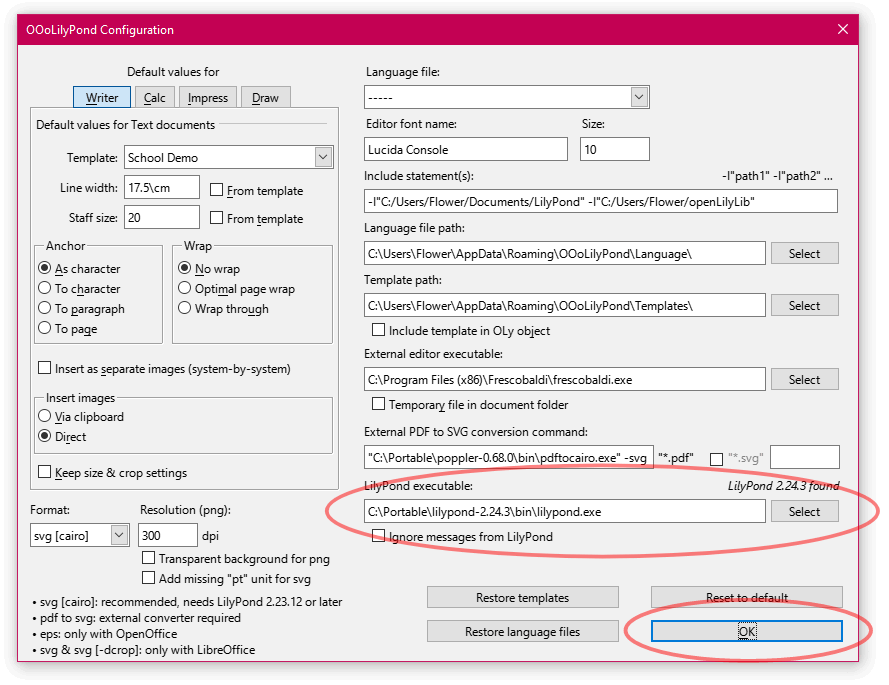 OOoLilyPond Configuration
Default values for
Writer Calc Impress Draw
Default values for Text documents
Template: School Demo
Line width: 17.5\cm From template
Staff size: 20 From template
Anchor
As character
To character
To paragraph
To page
Wrap
No wrap
Optimal page wrap
Wrap through
Insert as separate images (system-by-system)
Insert images
Via clipboard
Direct
Keep size & crop settings
Format: Resolution (png):
svg [cairo] 300 dpi
Transparent background for png
Add missing "pt" unit for svg
• svg [cairo]: recommended, needs LilyPond 2.23.12 or later
• pdf to svg: external converter required
• eps: only with OpenOffice
• svg & svg [-dcrop]: only with LibreOffice
Language file:
-----
Editor font name: Size:
Lucida Console 10
Include statement(s): -I"path1" -I"path2" ...
-I"C:/Users/Flower/Documents/LilyPond" -I"C:/Users/Flower/openLilyLib"
Language file path:
C:\Users\Flower\AppData\Roaming\OOoLilyPond\Language\ Select
Template path:
C:\Users\Flower\AppData\Roaming\OOoLilyPond\Templates\ Select
Include template in OLy object
External editor executable:
C:\Program Files (x86)\Frescobaldi\frescobaldi.exe Select
Temporary file in document folder
External PDF to SVG conversion command:
"C:\Portable\poppler-0.68.0\bin\pdftocairo.exe" -svg "*.pdf" "*.svg"
LilyPond executable: LilyPond 2.24.3 found
C:\Portable\lilypond-2.24.3\bin\lilypond.exe Select
Ignore messages from LilyPond
Restore templates Reset to default
Restore language files OK